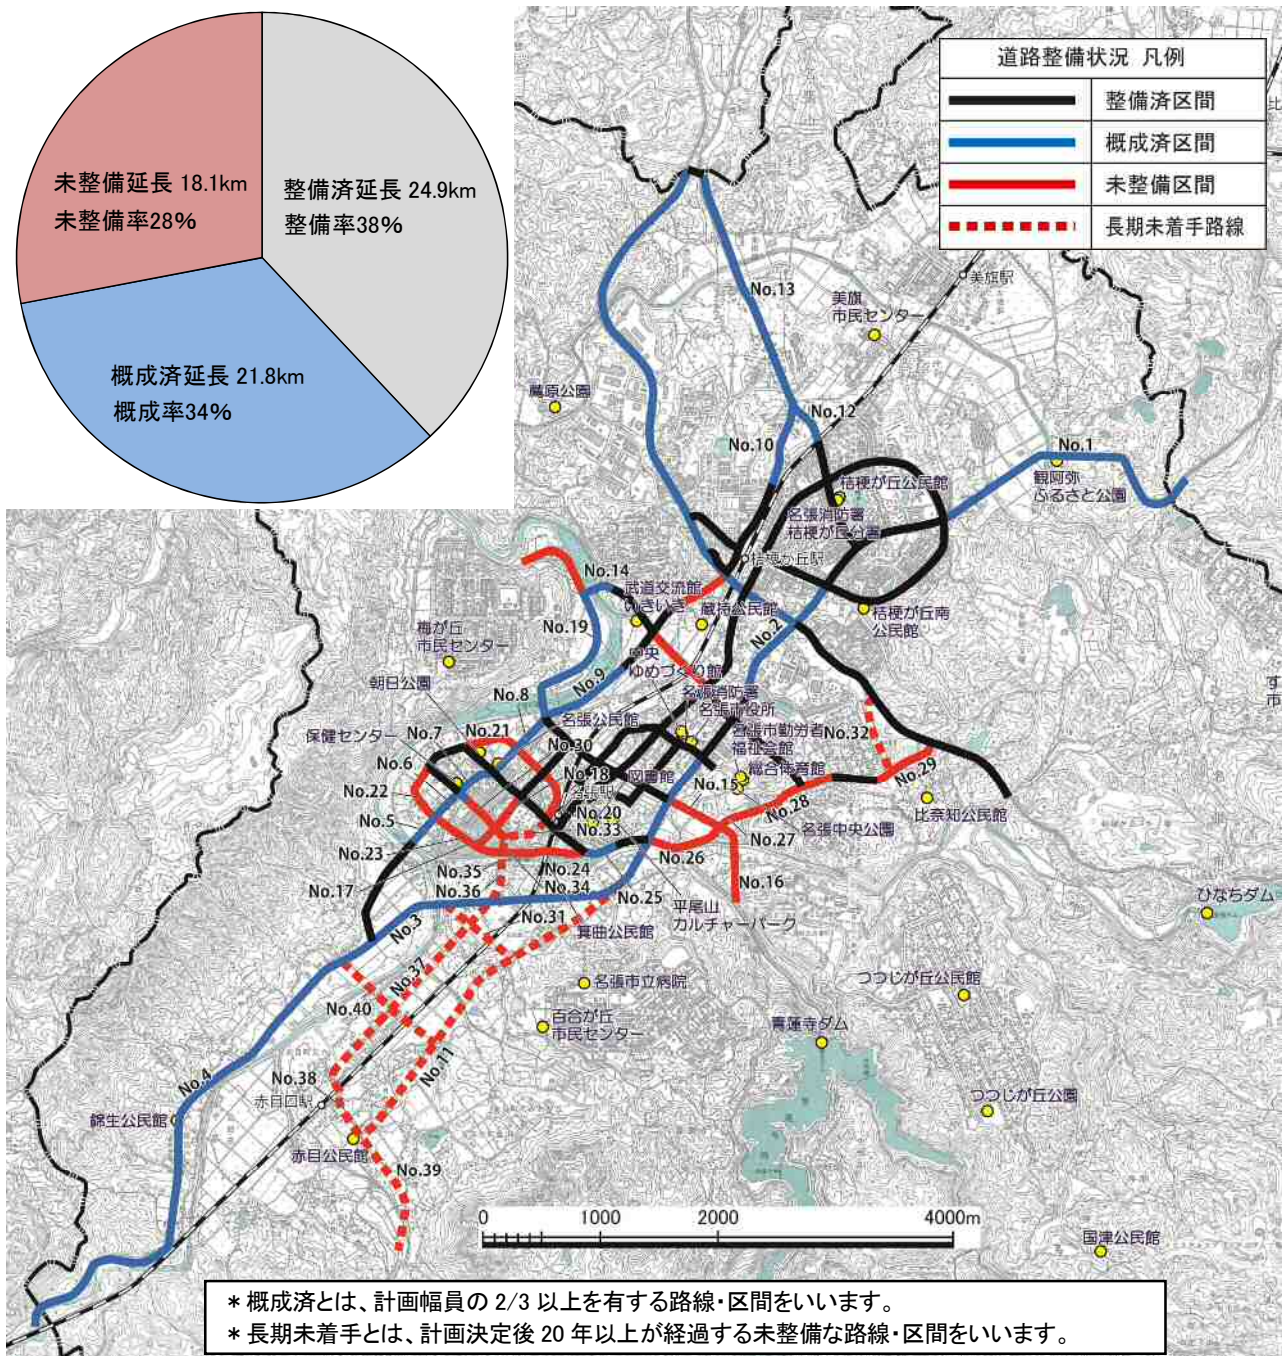 未整備延長 18.1km
未整備率28%
整備済延長 24.9km
整備率38%
概成済延長 21.8km
概成率34%
道路整備状況 凡例
整備済区間
概成済区間
未整備区間
長期未着手路線
美旗駅
No.13
美旗
市民センター
蔵原公園
No.12
No.10
No.1
観阿弥
ふるさと公園
桔梗が丘公民館
名張消防署
桔梗が丘分署
桔梗が丘駅
No.14
武道交流館
いきいき
蔵持公民館
桔梗が丘南
公民館
No.19
No.2
梅が丘
市民センター
中央
ゆめづくり館
朝日公園
No.8
No.9
名張消防署
名張市役所
名張公民館
名張市勤労者
福祉会館
保健センター
No.7
No.21
No.30
No.32
No.6
No.18
図書館
総合体育館
No.29
No.22
名張駅
No.15
No.28
No.5
No.20
比奈知公民館
No.33
名張中央公園
No.23
No.27
No.35
No.24
No.26
No.17
No.36
No.34
No.25
No.16
No.3
No.31
平尾山
カルチャーパーク
ひなちダム
箕曲公民館
No.37
名張市立病院
つつじが丘公民館
No.40
百合が丘
市民センター
青蓮寺ダム
No.11
No.4
No.38
赤目口駅
つつじが丘公園
錦生公民館
赤目公民館
No.39
0 1000 2000 4000m
国津公民館
す
市
＊概成済とは、計画幅員の 2/3 以上を有する路線・区間をいいます。
＊長期未着手とは、計画決定後 20 年以上が経過する未整備な路線・区間をいいます。